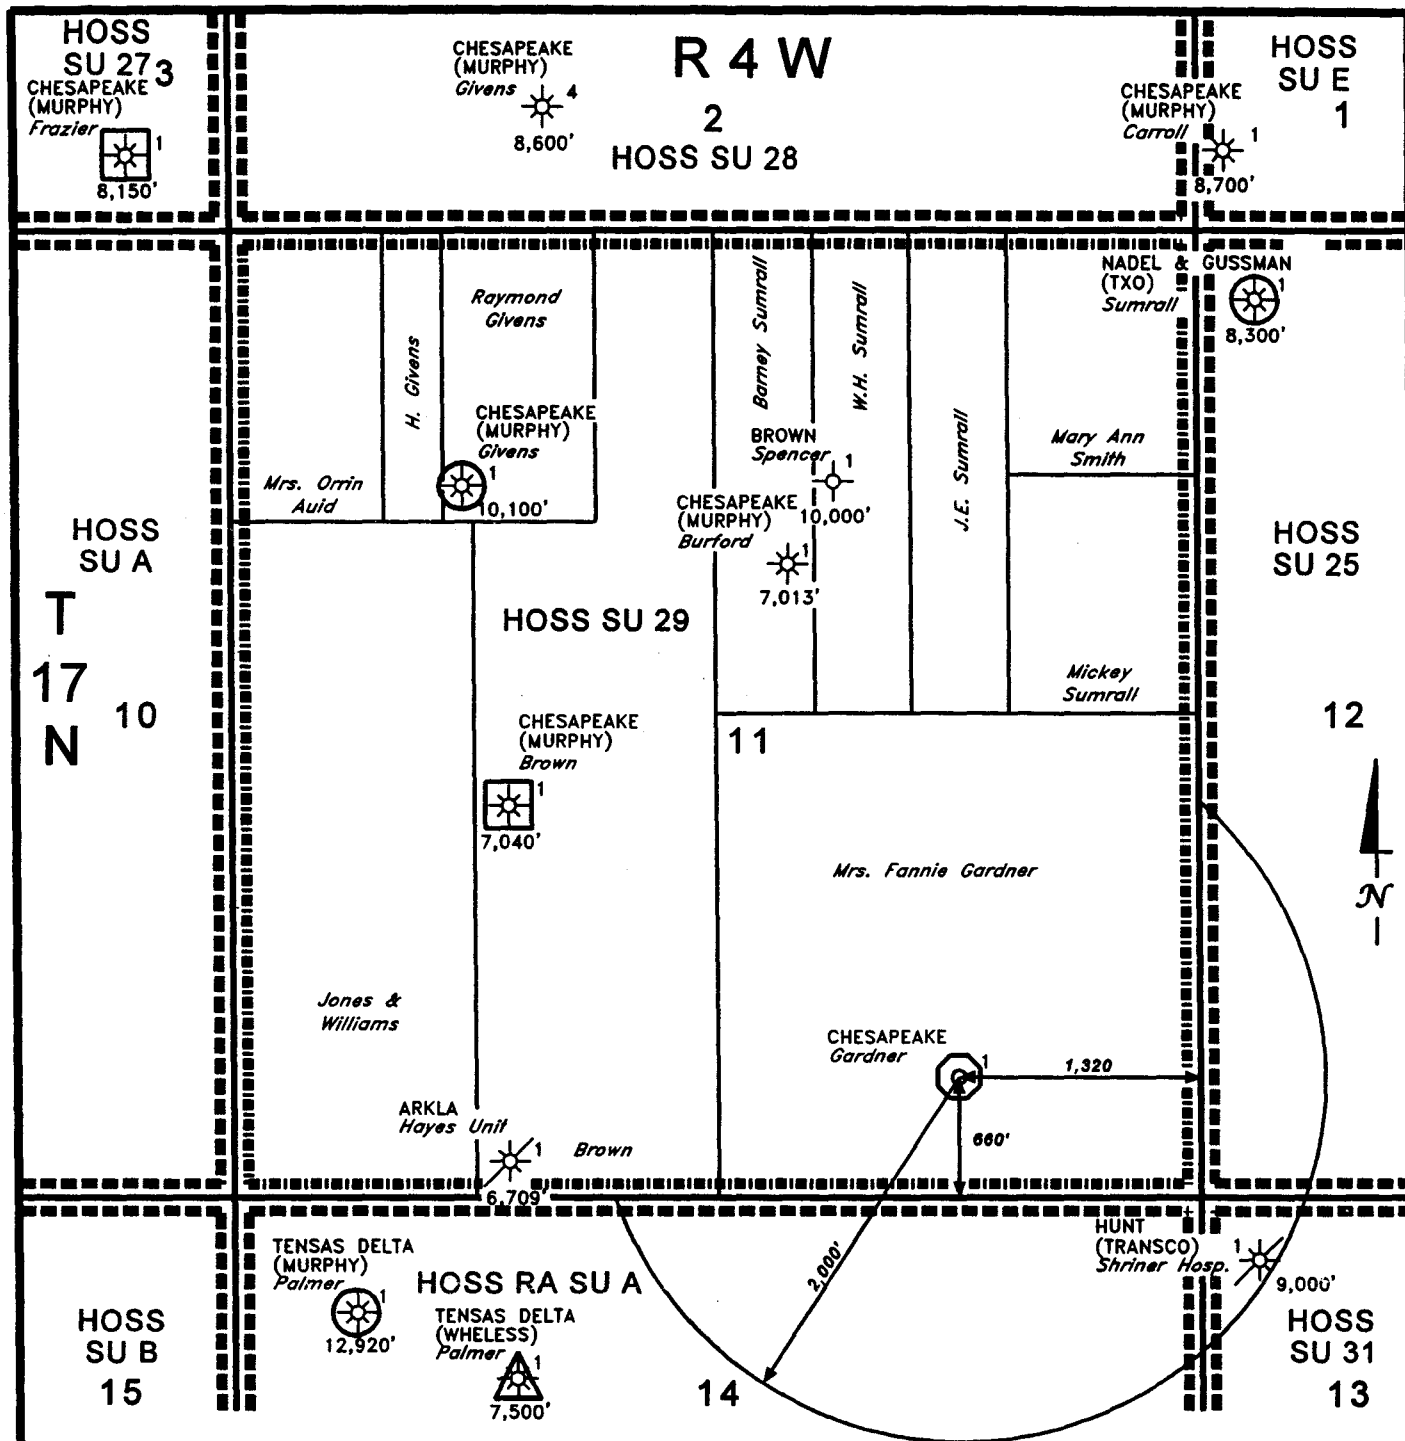 HOSS
SU 27
3
CHESAPEAKE
(MURPHY)
Frazier
1
8,150'
CHESAPEAKE
(MURPHY)
Givens
4
8,600'
R 4 W
2
HOSS SU 28
CHESAPEAKE
(MURPHY)
Carroll
1
8,700'
HOSS
SU E
1
NADEL & GUSSMAN
(TXO)
Sumrall
1
8,300'
Raymond
Givens
H. Givens
Mrs. Orrin
Auid
CHESAPEAKE
(MURPHY)
Givens
1
10,100'
Barney Sumrall
W.H. Sumrall
J.E. Sumrall
BROWN
Spencer
1
10,000'
CHESAPEAKE
(MURPHY)
Burford
1
7,013'
Mary Ann
Smith
Mickey
Sumrall
HOSS
SU A
T
17
N
10
HOSS SU 29
HOSS
SU 25
12
11
CHESAPEAKE
(MURPHY)
Brown
1
7,040'
N
Mrs. Fannie Gardner
Jones &
Williams
CHESAPEAKE
Gardner
1
1,320
660'
2,000'
ARKLA
Hayes Unit
1
6,709'
Brown
HUNT
(TRANSCO)
Shriner Hosp.
1
9,000'
TENSAS DELTA
(MURPHY)
Palmer
1
12,920'
HOSS RA SU A
TENSAS DELTA
(WHELESS)
Palmer
1
7,500'
HOSS
SU B
15
14
HOSS
SU 31
13